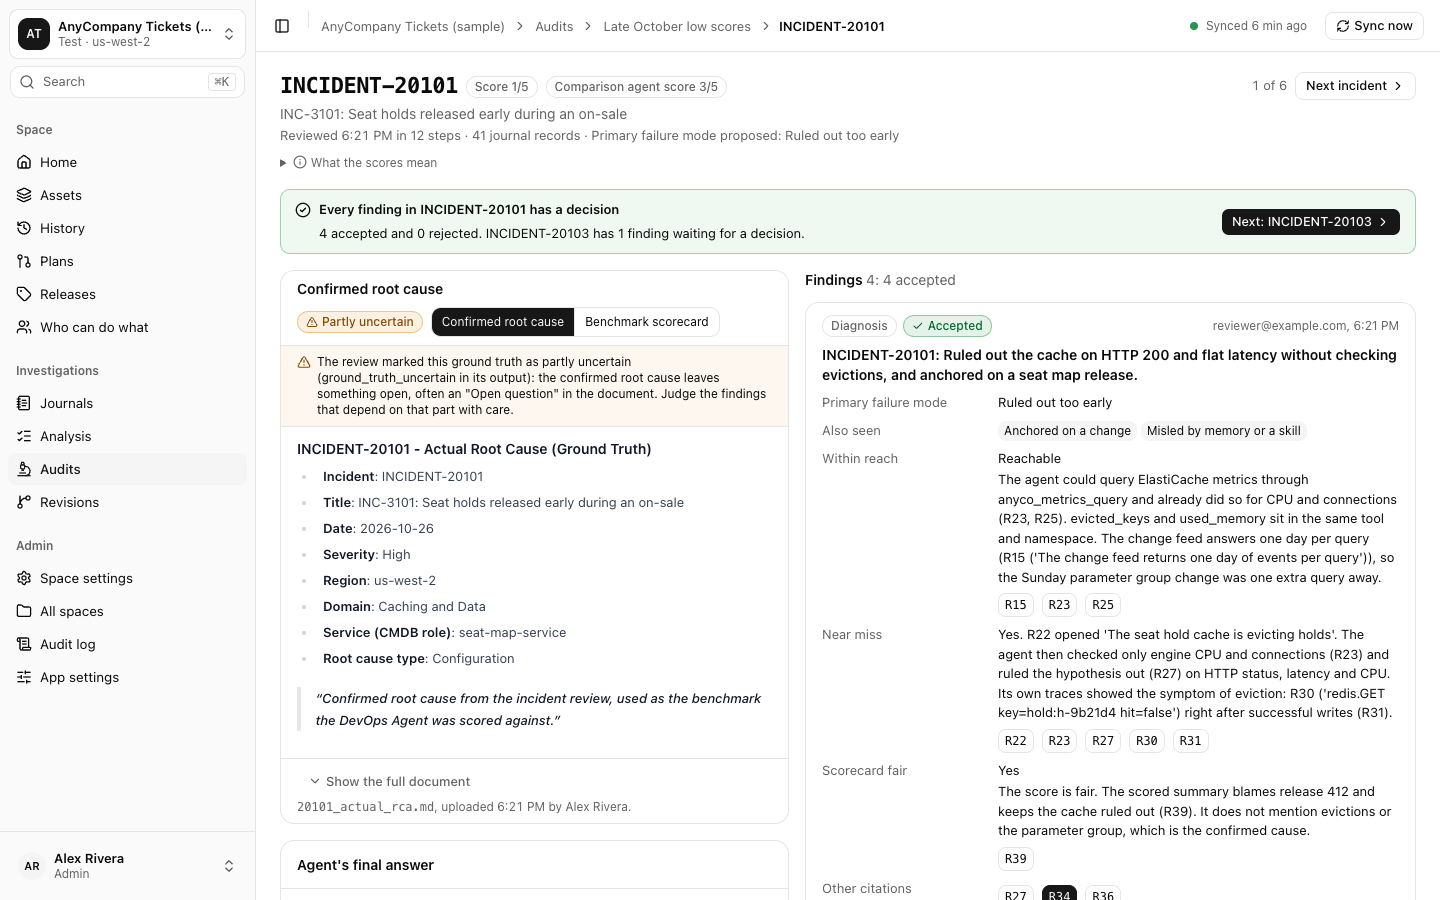 AT
AnyCompany Tickets (...
Test · us-west-2
Search
⌘K
Space
Home
Assets
History
Plans
Releases
Who can do what
Investigations
Journals
Analysis
Audits
Revisions
Admin
Space settings
All spaces
Audit log
App settings
AR
Alex Rivera
Admin
AnyCompany Tickets (sample) > Audits > Late October low scores > INCIDENT-20101
Synced 6 min ago
Sync now
INCIDENT-20101
Score 1/5
Comparison agent score 3/5
1 of 6
Next incident
INC-3101: Seat holds released early during an on-sale
Reviewed 6:21 PM in 12 steps · 41 journal records · Primary failure mode proposed: Ruled out too early
What the scores mean
Every finding in INCIDENT-20101 has a decision
4 accepted and 0 rejected. INCIDENT-20103 has 1 finding waiting for a decision.
Next: INCIDENT-20103
Confirmed root cause
Partly uncertain
Confirmed root cause
Benchmark scorecard
The review marked this ground truth as partly uncertain
(ground_truth_uncertain in its output): the confirmed root cause leaves
something open, often an "Open question" in the document. Judge the findings
that depend on that part with care.
INCIDENT-20101 - Actual Root Cause (Ground Truth)
Incident: INCIDENT-20101
Title: INC-3101: Seat holds released early during an on-sale
Date: 2026-10-26
Severity: High
Region: us-west-2
Domain: Caching and Data
Service (CMDB role): seat-map-service
Root cause type: Configuration
“Confirmed root cause from the incident review, used as the benchmark
the DevOps Agent was scored against.”
Show the full document
20101_actual_rca.md, uploaded 6:21 PM by Alex Rivera.
Agent's final answer
Findings 4: 4 accepted
Diagnosis
Accepted
reviewer@example.com, 6:21 PM
INCIDENT-20101: Ruled out the cache on HTTP 200 and flat latency without checking
evictions, and anchored on a seat map release.
Primary failure mode
Ruled out too early
Also seen
Anchored on a change
Misled by memory or a skill
Within reach
Reachable
The agent could query ElastiCache metrics through
anyco_metrics_query and already did so for CPU and connections
(R23, R25). evicted_keys and used_memory sit in the same tool
and namespace. The change feed answers one day per query
(R15 ('The change feed returns one day of events per query')), so
the Sunday parameter group change was one extra query away.
R15
R23
R25
Near miss
Yes. R22 opened 'The seat hold cache is evicting holds'. The
agent then checked only engine CPU and connections (R23) and
ruled the hypothesis out (R27) on HTTP status, latency and CPU.
Its own traces showed the symptom of eviction: R30 ('redis.GET
key=hold:h-9b21d4 hit=false') right after successful writes (R31).
R22
R23
R27
R30
R31
Scorecard fair
Yes
The score is fair. The scored summary blames release 412 and
keeps the cache ruled out (R39). It does not mention evictions or
the parameter group, which is the confirmed cause.
R39
Other citations
R27
R34
R36